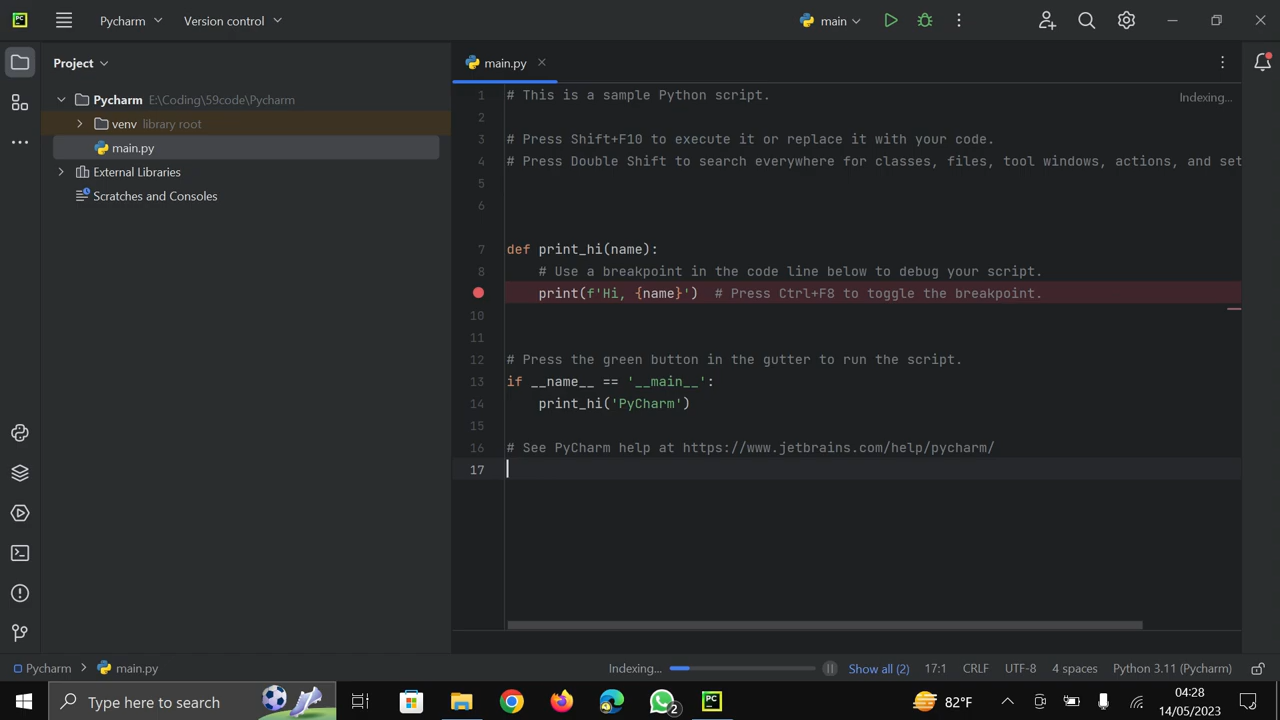 PC Pycharm Version control main
Project main.py
Pycharm E:\Coding\59code\Pycharm
venv library root
main.py
External Libraries
Scratches and Consoles
Indexing...
1 # This is a sample Python script.
2
3 # Press Shift+F10 to execute it or replace it with your code.
4 # Press Double Shift to search everywhere for classes, files, tool windows, actions, and set
5
6
7 def print_hi(name):
8 # Use a breakpoint in the code line below to debug your script.
print(f'Hi, {name}') # Press Ctrl+F8 to toggle the breakpoint.
10
11
12 # Press the green button in the gutter to run the script.
13 if __name__ == '__main__':
14 print_hi('PyCharm')
15
16 # See PyCharm help at https://www.jetbrains.com/help/pycharm/
17
Pycharm main.py Indexing... Show all (2) 17:1 CRLF UTF-8 4 spaces Python 3.11 (Pycharm)
Type here to search 2 PC 82°F 04:28
14/05/2023